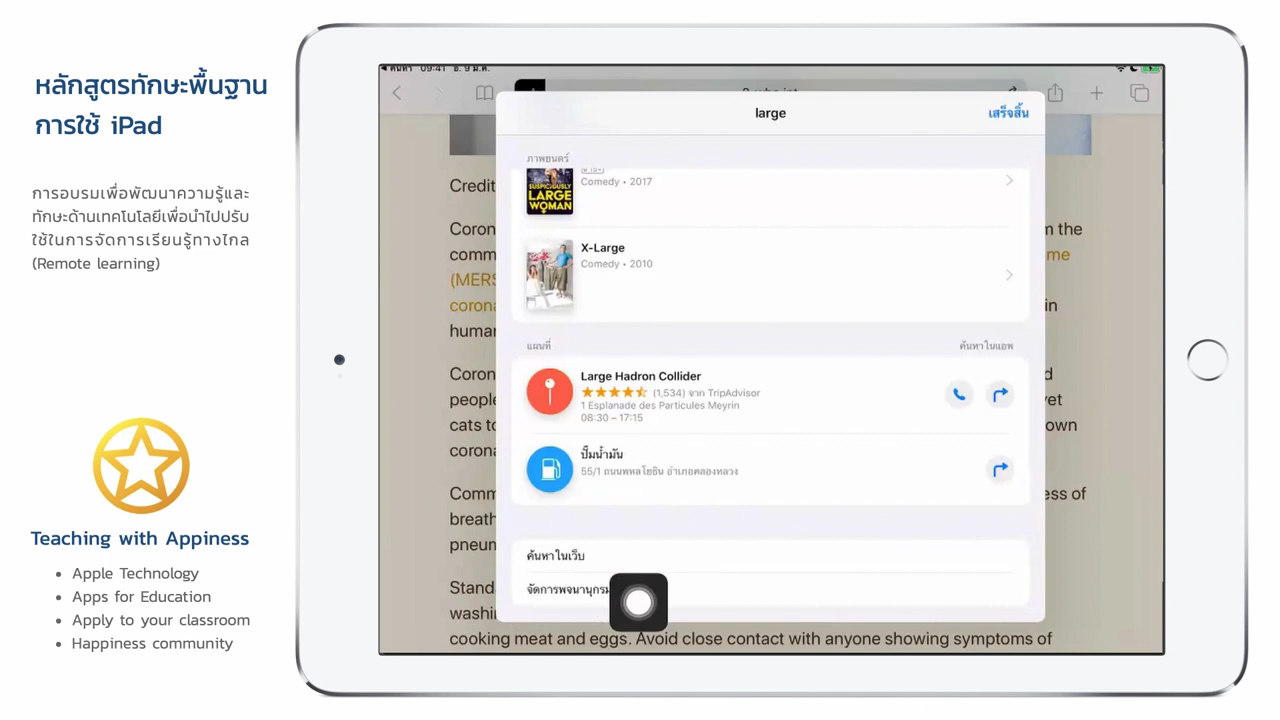 หลักสูตรทักษะพื้นฐาน
การใช้ iPad
การอบรมเพื่อพัฒนาความรู้และ
ทักษะด้านเทคโนโลยีเพื่อนำไปปรับ
ใช้ในการจัดการเรียนรู้ทางไกล
(Remote learning)
Teaching with Appiness
• Apple Technology
• Apps for Education
• Apply to your classroom
• Happiness community
09:41 อ. 9 ม.ค.
large
เสร็จสิ้น
ภาพยนตร์
SUSPICIOUSLY
LARGE
WOMAN
Comedy • 2017
X-Large
Comedy • 2010
แผนที่
ค้นหาในแอพ
Large Hadron Collider
(1,534) จาก TripAdvisor
1 Esplanade des Particules Meyrin
08:30 – 17:15
ปั๊มน้ำมัน
55/1 ถนนพหลโยธิน อำเภอคลองหลวง
ค้นหาในเว็บ
จัดการพจนานุกรม
Credit
Coron
m the
comm
me
(MERS
corona
in
human
Coron
d
people
vet
cats to
own
corona
Comm
ess of
breath
pneum
Stand
washin
cooking meat and eggs. Avoid close contact with anyone showing symptoms of